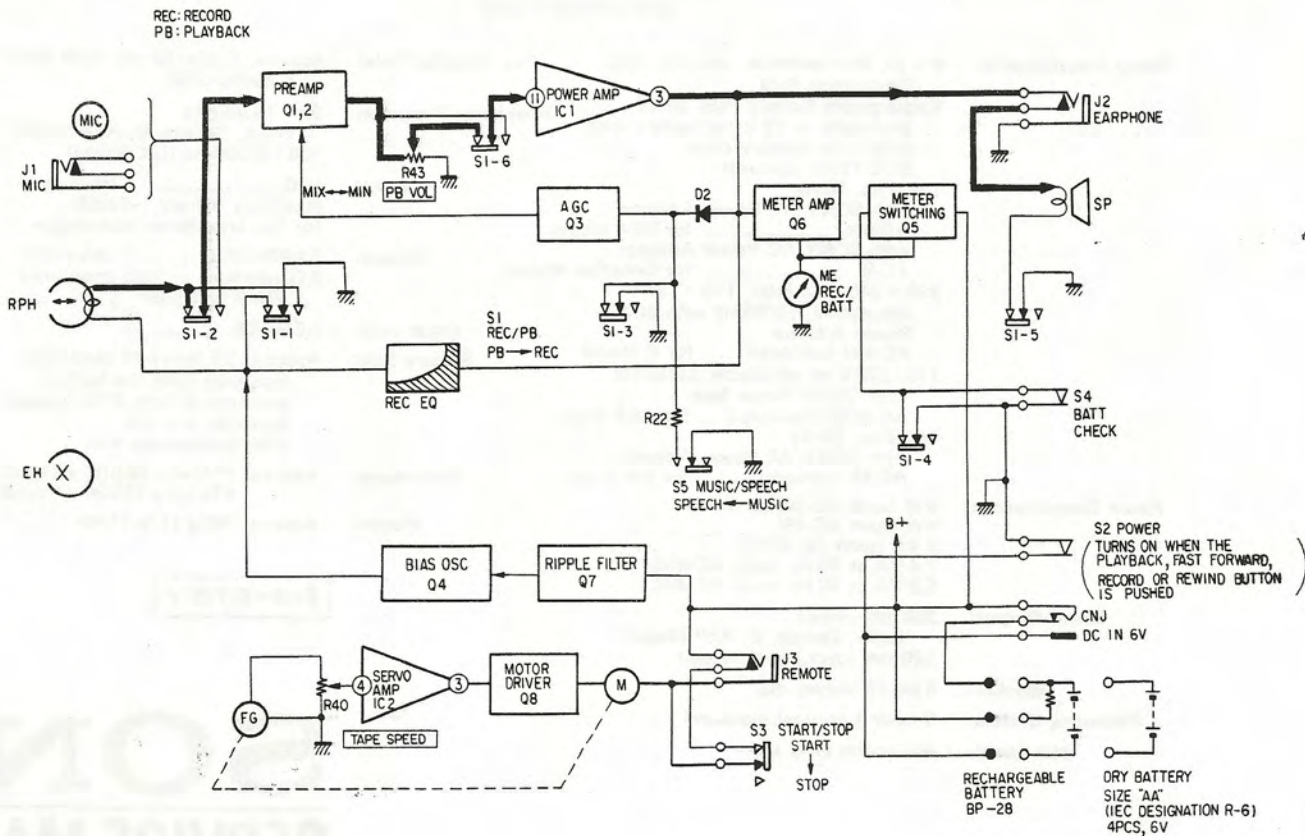 REC: RECORD
PB: PLAYBACK
MIC
J1
MIC
PREAMP
Q1,2
MIX ↔ MIN
R43
PB VOL
S1-6
11
POWER AMP
IC1
3
J2
EARPHONE
SP
AGC
Q3
D2
METER AMP
Q6
METER
SWITCHING
Q5
ME
REC/
BATT.
RPH
S1-2
S1-1
S1-3
S1-5
S1
REC/PB
PB → REC
REC EQ
R22
S4
BATT
CHECK
S1-4
EH
S5 MUSIC/SPEECH
SPEECH ← MUSIC
B+
S2 POWER
(TURNS ON WHEN THE
PLAYBACK, FAST FORWARD,
RECORD OR REWIND BUTTON
IS PUSHED)
BIAS OSC
Q4
RIPPLE FILTER
Q7
CNJ
DC IN 6V
J3
REMOTE
FG
R40
4
SERVO
AMP
IC2
3
TAPE SPEED
MOTOR
DRIVER
Q8
M
S3 START/STOP
START
↓
STOP
RECHARGEABLE
BATTERY
BP-28
DRY BATTERY
SIZE "AA"
(IEC DESIGNATION R-6)
4PCS, 6V